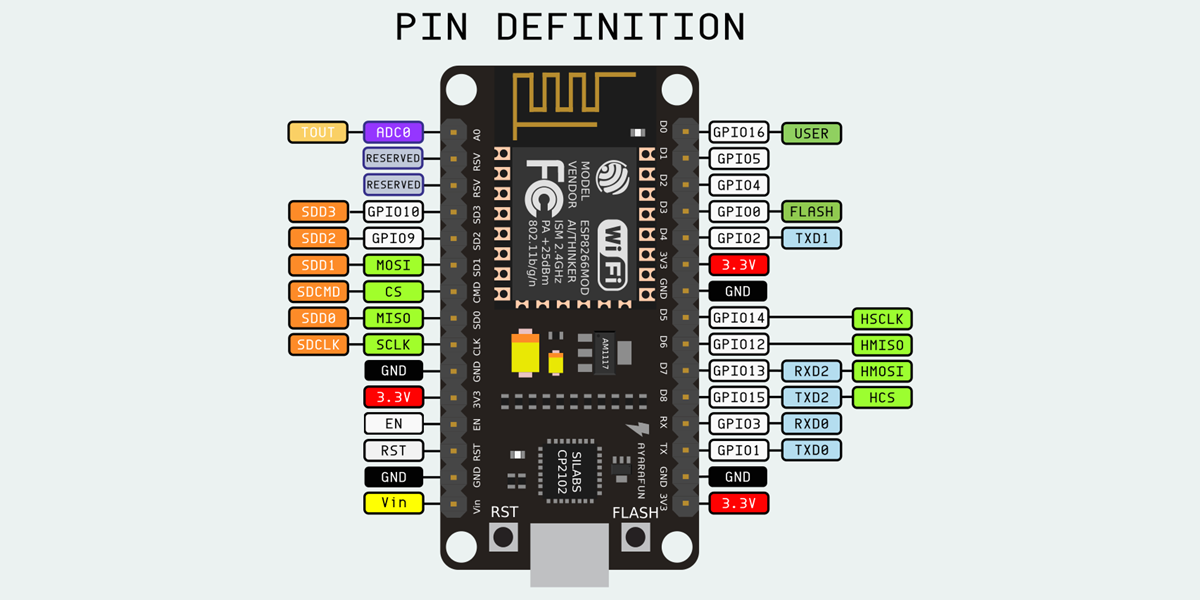 PIN DEFINITION
TOUT ADC0 A0 D0 GPIO16 USER
RESERVED RSV D1 GPIO5
RESERVED RSV D2 GPIO4
SDD3 GPIO10 SD3 D3 GPIO0 FLASH
SDD2 GPIO9 SD2 D4 GPIO2 TXD1
SDD1 MOSI SD1 3V3 3.3V
SDCMD CS CMD GND GND
SDD0 MISO SD0 D5 GPIO14 HSCLK
SDCLK SCLK CLK D6 GPIO12 HMISO
GND GND D7 GPIO13 RXD2 HMOSI
3.3V 3V3 D8 GPIO15 TXD2 HCS
EN EN RX GPIO3 RXD0
RST RST TX GPIO1 TXD0
GND GND GND GND
Vin Vin 3V3 3.3V
FC
MODEL
VENDOR
WiFi
ESP8266MOD
AI/THINKER
ISM 2.4GHz
PA +25dBm
802.11b/g/n
AM1117
SILABS
CP2102
AYARAFUN
RST
FLASH